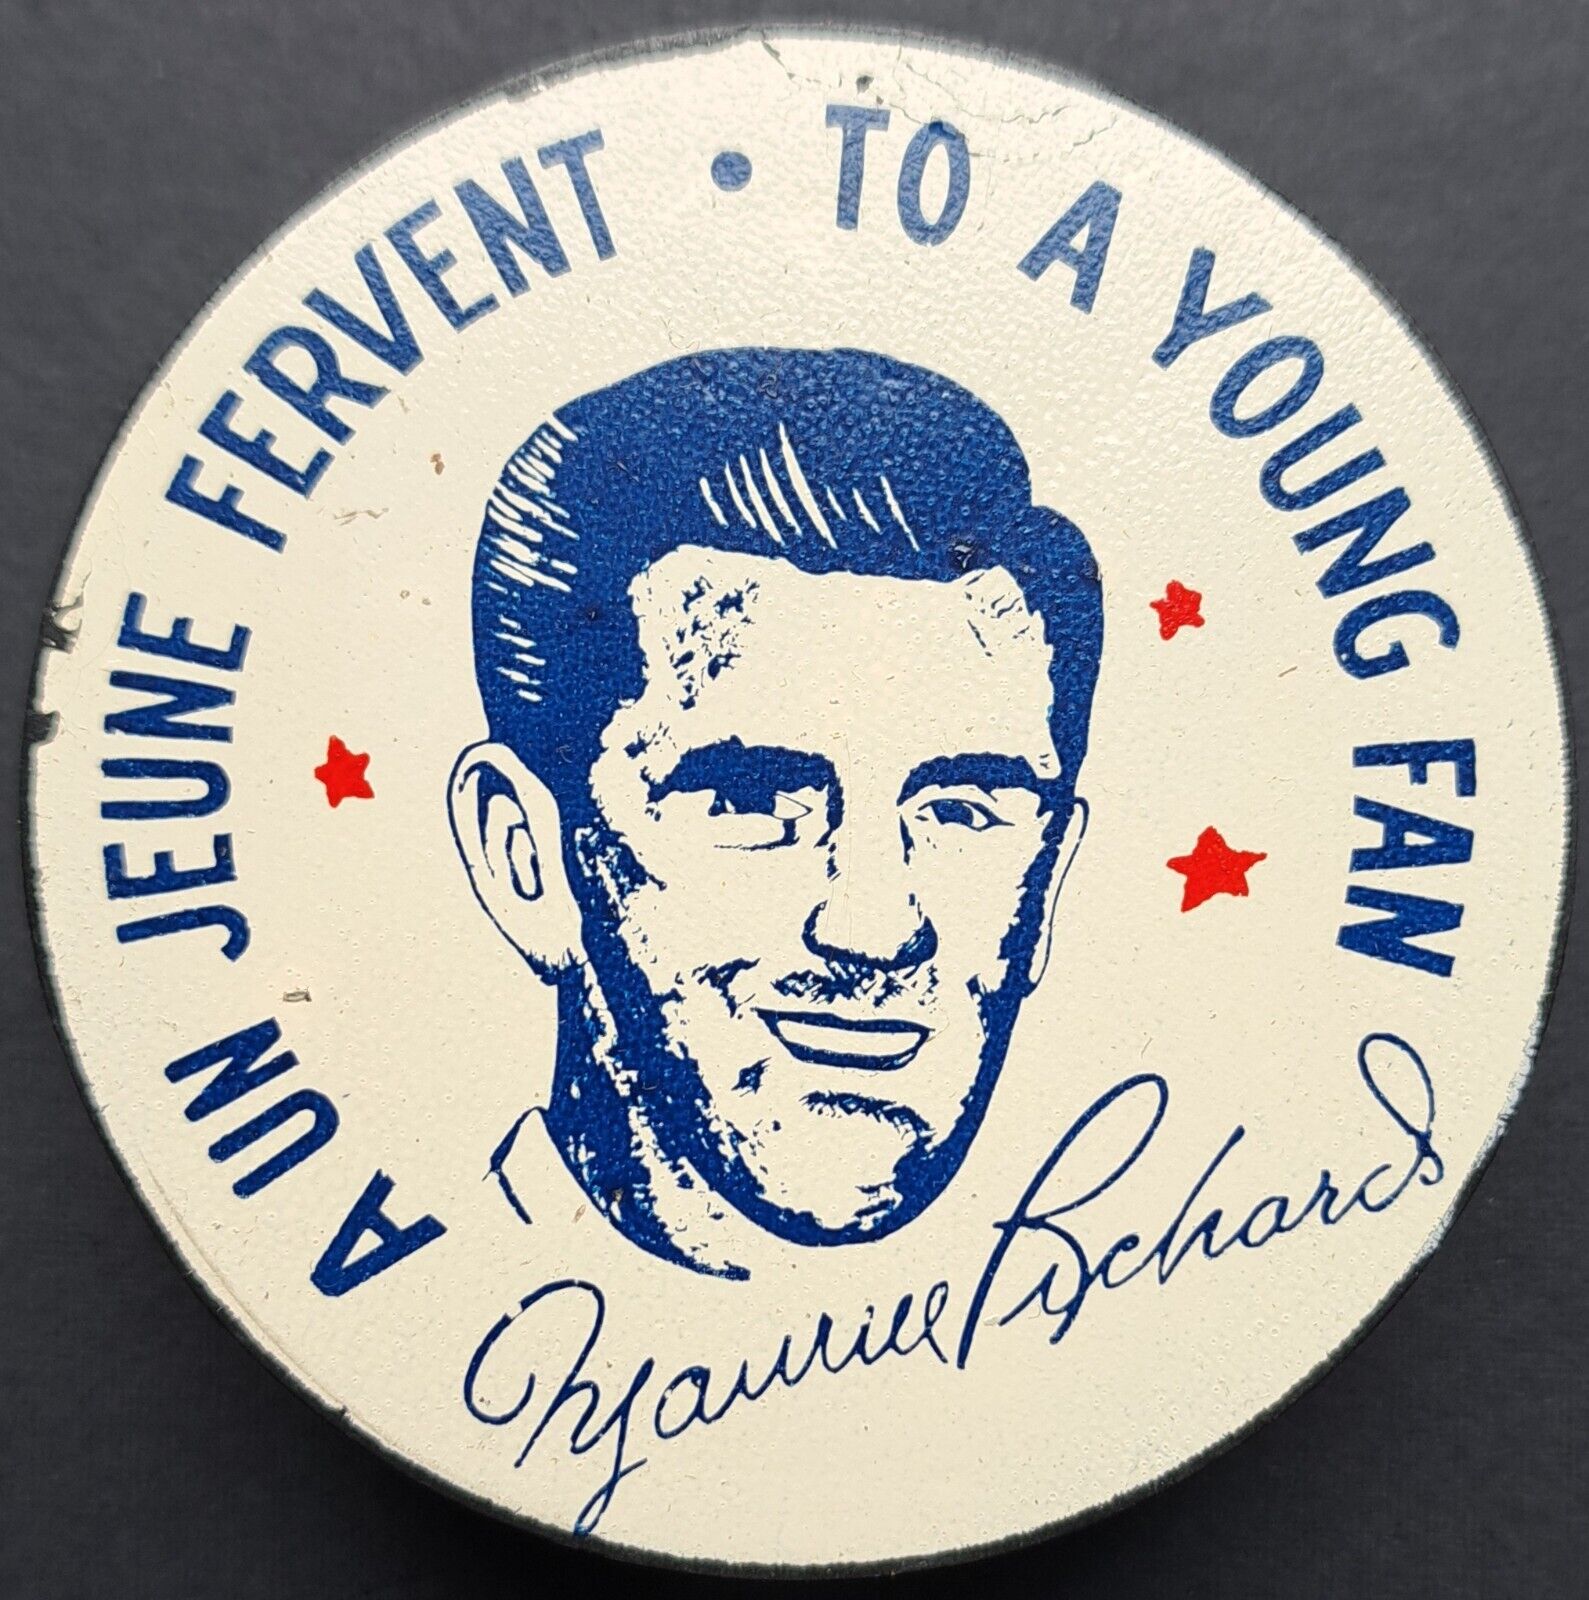 A UN JEUNE FERVENT • TO A YOUNG FAN
Maurice Richard